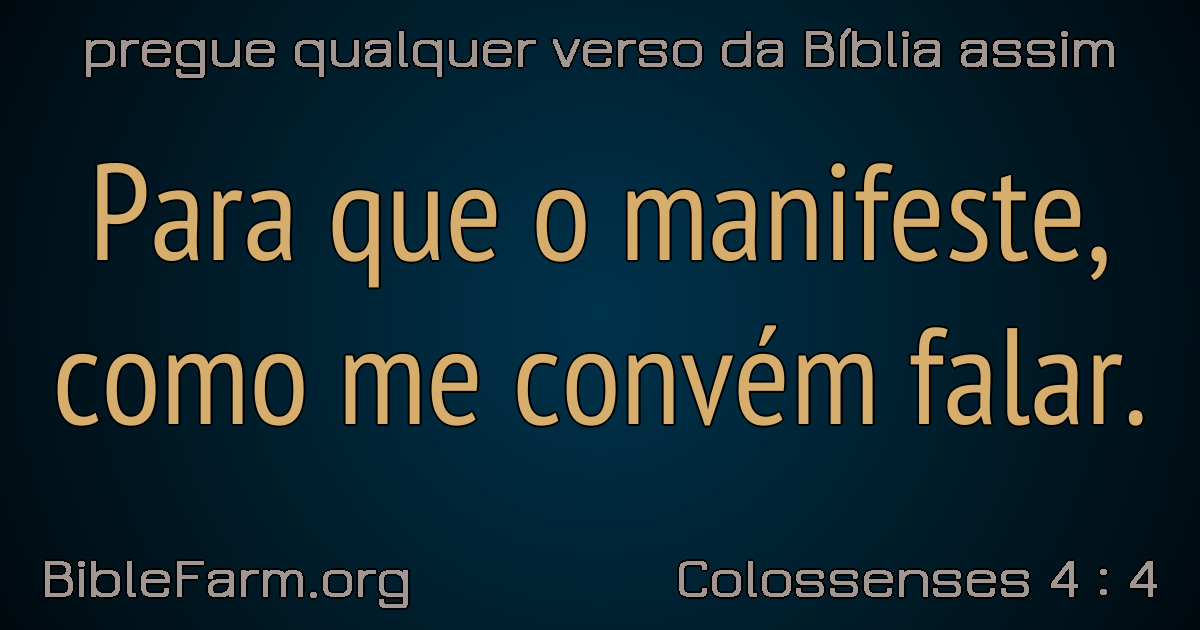 pregue qualquer verso da Bíblia assim
Para que o manifeste,
como me convém falar.
BibleFarm.org
Colossenses 4 : 4